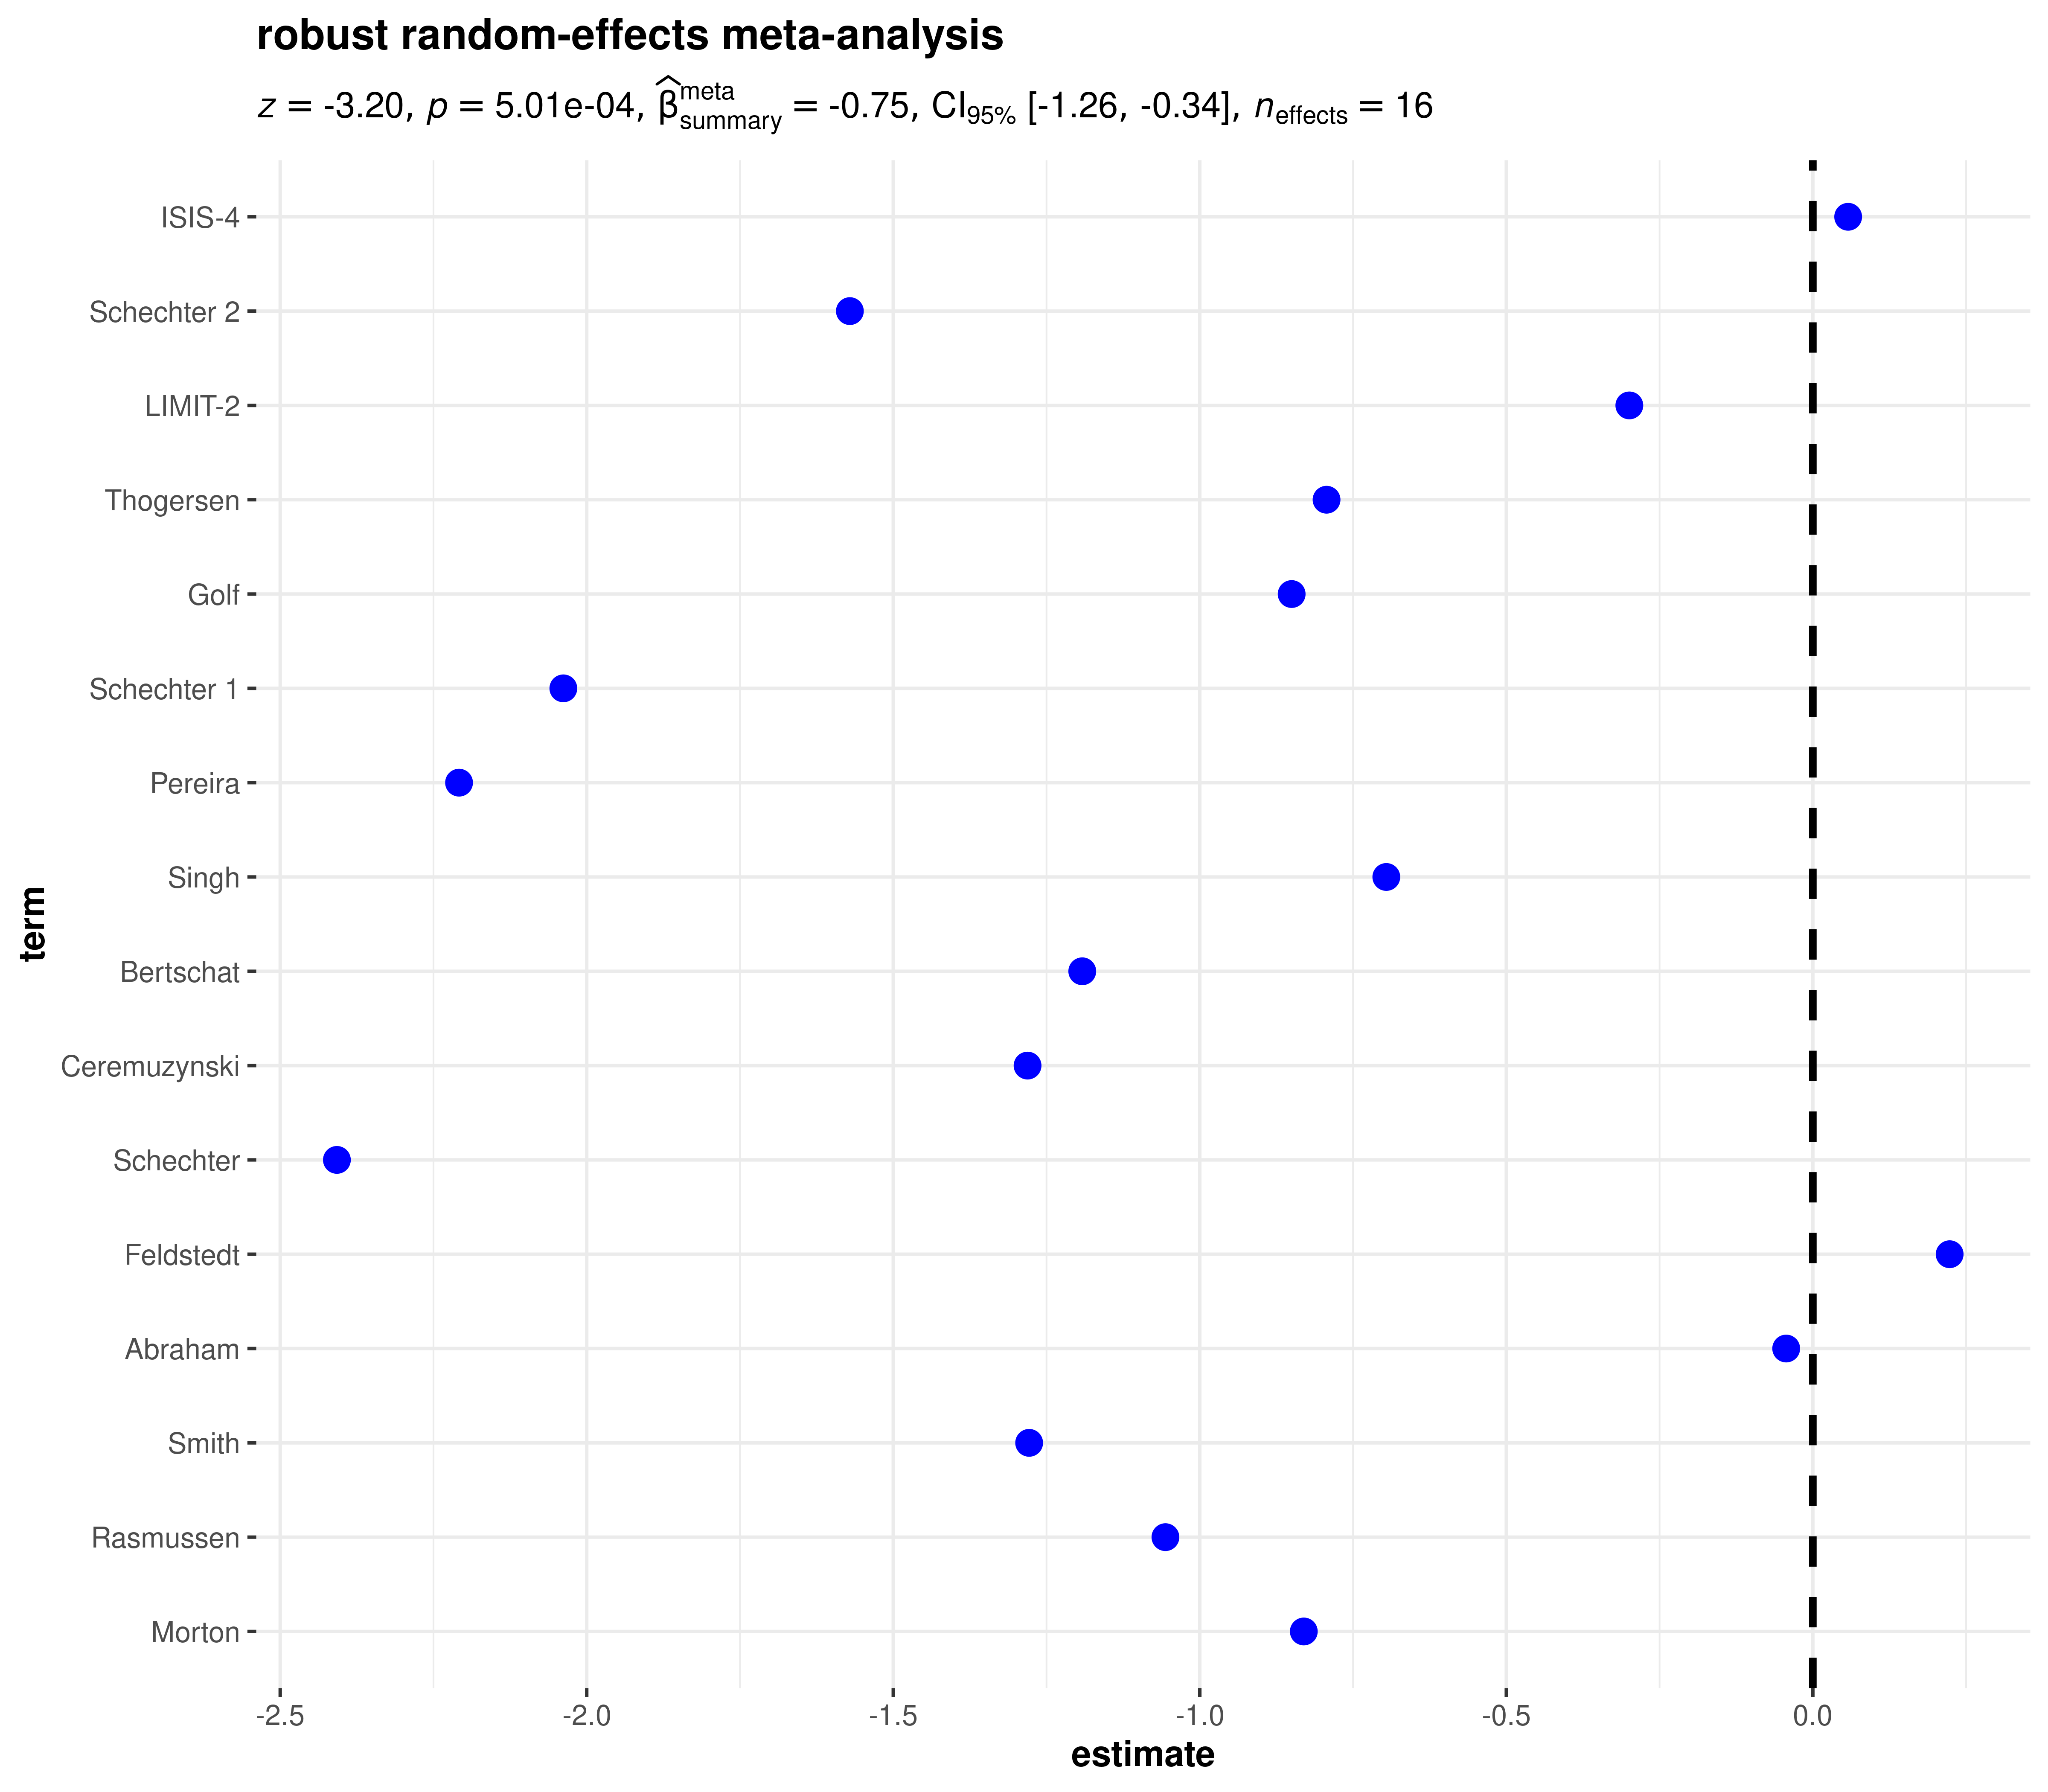 robust random-effects meta-analysis
z = -3.20, p = 5.01e-04, β̂ meta summary = -0.75, CI95% [-1.26, -0.34], neffects = 16
ISIS-4
Schechter 2
LIMIT-2
Thogersen
Golf
Schechter 1
Pereira
Singh
Bertschat
Ceremuzynski
Schechter
Feldstedt
Abraham
Smith
Rasmussen
Morton
term
-2.5 -2.0 -1.5 -1.0 -0.5 0.0
estimate